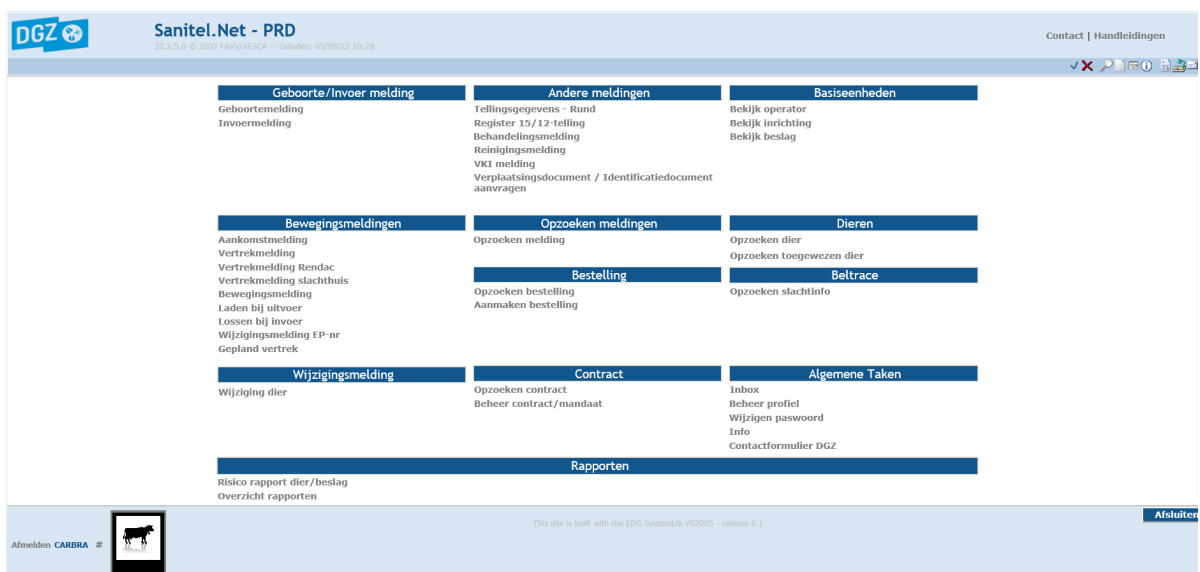 DGZ
Sanitel.Net - PRD
22.2.5.0 © 2007 FAVV/AFSCA -- Geladen: 05/09/22 10:28
Contact | Handleidingen
Geboorte/Invoer melding
Geboortemelding
Invoermelding
Andere meldingen
Tellingsgegevens - Rund
Register 15/12-telling
Behandelingsmelding
Reinigingsmelding
VKI melding
Verplaatsingsdocument / Identificatiedocument
aanvragen
Basiseenheden
Bekijk operator
Bekijk inrichting
Bekijk beslag
Bewegingsmeldingen
Aankomstmelding
Vertrekmelding
Vertrekmelding Rendac
Vertrekmelding slachthuis
Bewegingsmelding
Laden bij uitvoer
Lossen bij invoer
Wijzigingsmelding EP-nr
Gepland vertrek
Opzoeken meldingen
Opzoeken melding
Bestelling
Opzoeken bestelling
Aanmaken bestelling
Dieren
Opzoeken dier
Opzoeken toegewezen dier
Beltrace
Opzoeken slachtinfo
Wijzigingsmelding
Wijziging dier
Contract
Opzoeken contract
Beheer contract/mandaat
Algemene Taken
Inbox
Beheer profiel
Wijzigen paswoord
Info
Contactformulier DGZ
Rapporten
Risico rapport dier/beslag
Overzicht rapporten
This site is built with the EDS.SystemLib VS2005 - release 8.1
Afsluiten
Afmelden CARBRA #